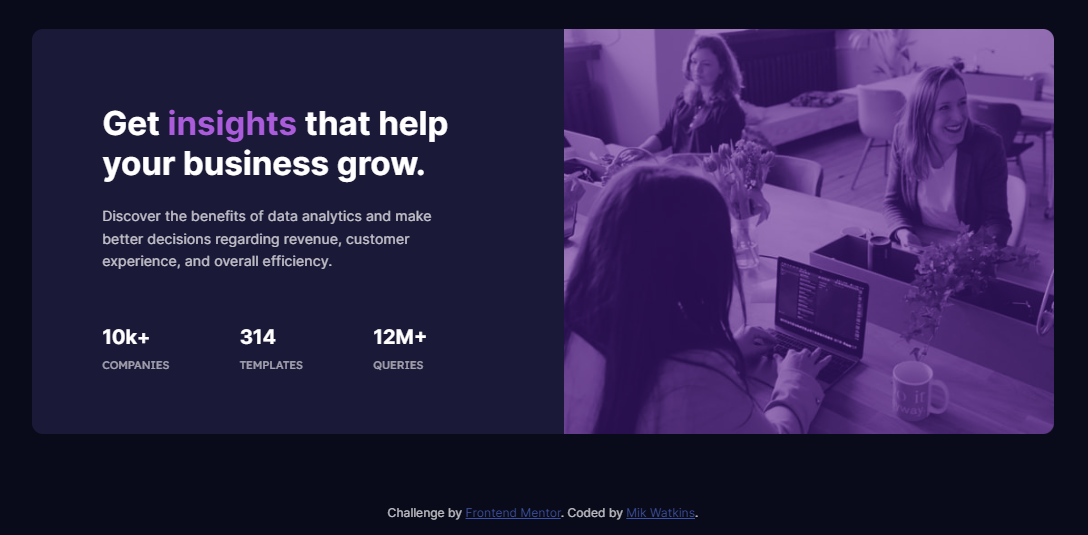 Get insights that help
your business grow.
Discover the benefits of data analytics and make
better decisions regarding revenue, customer
experience, and overall efficiency.
10k+ 314 12M+
COMPANIES TEMPLATES QUERIES
Challenge by Frontend Mentor. Coded by Mik Watkins.